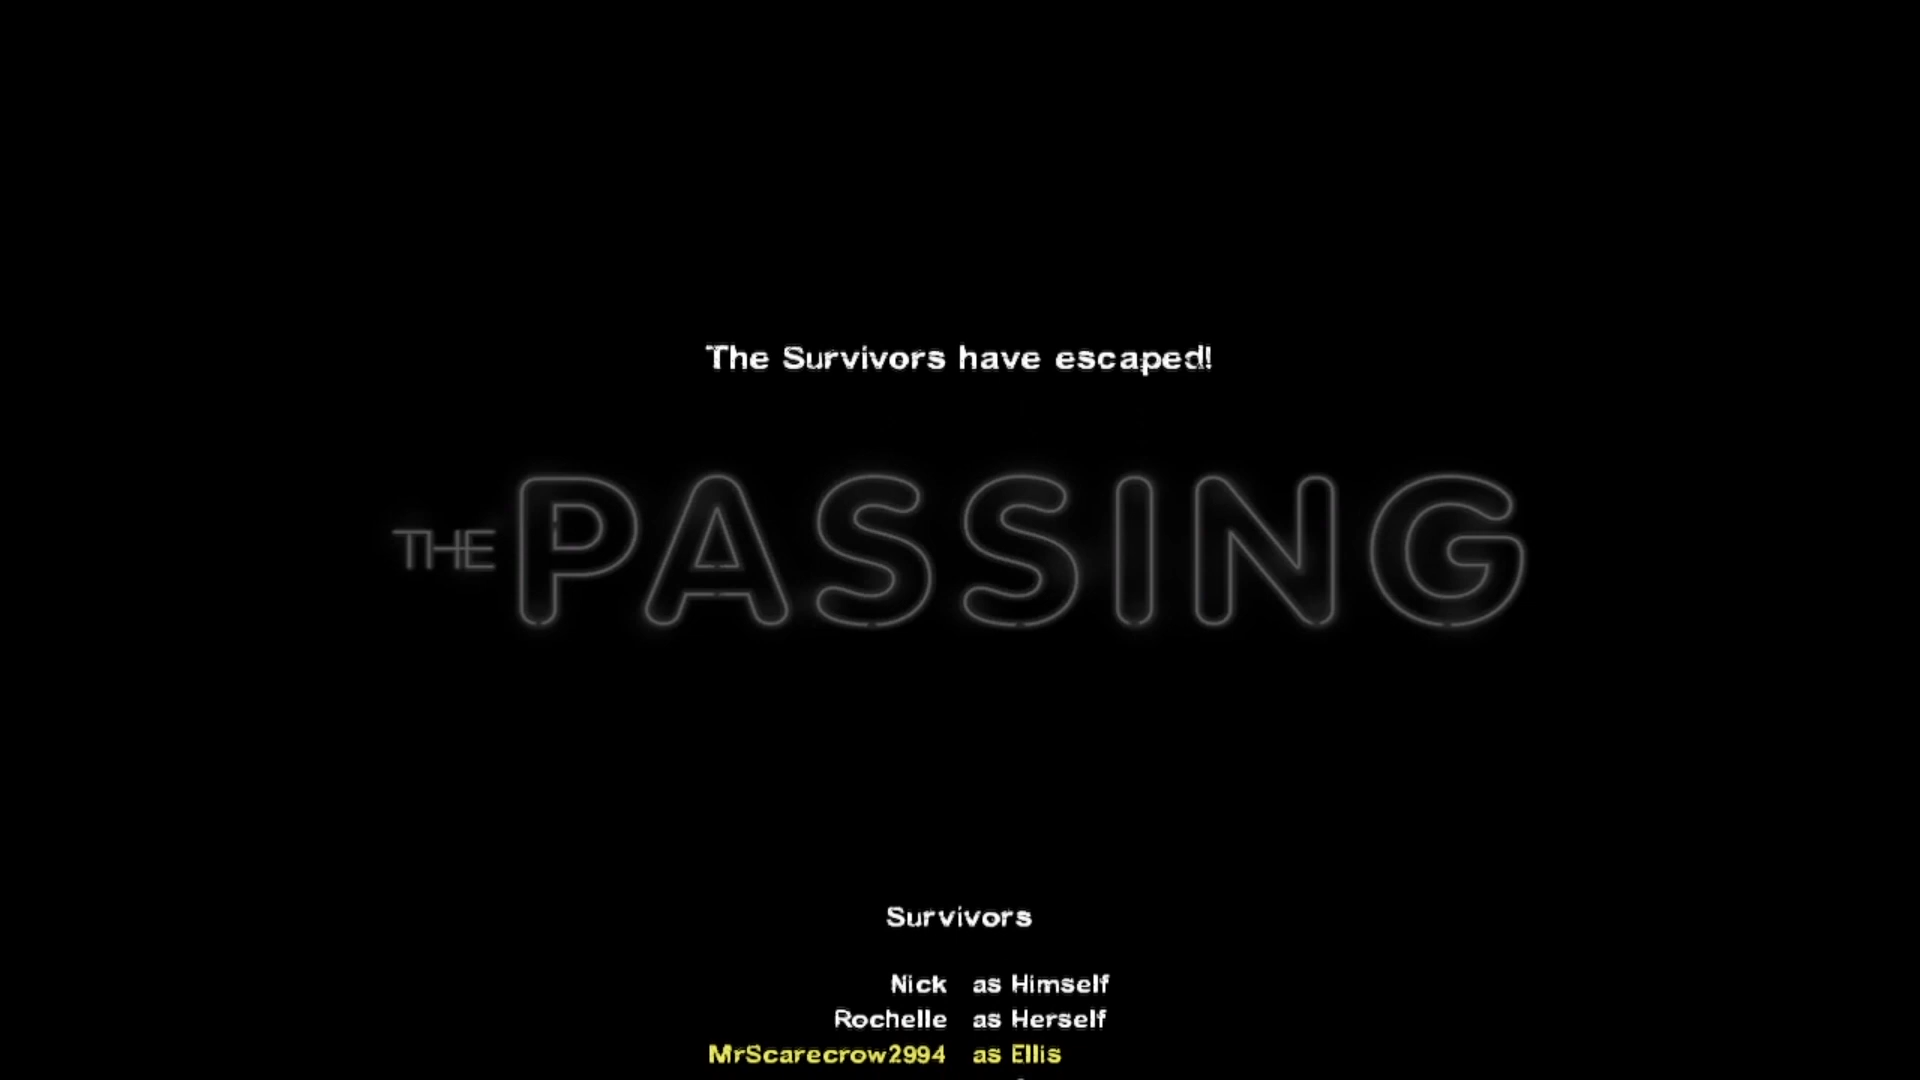 The Survivors have escaped!
THE PASSING
Survivors
Nick as Himself
Rochelle as Herself
MrScarecrow2994 as Ellis